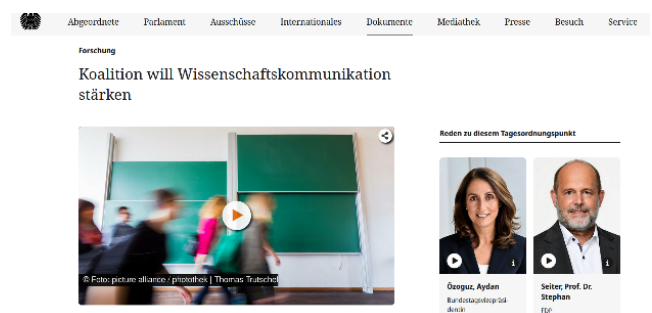 Abgeordnete Parlament Ausschüsse Internationales Dokumente Mediathek Presse Besuch Service
Forschung
Koalition will Wissenschaftskommunikation
stärken
Reden zu diesem Tagesordnungspunkt
© Foto: picture alliance / photothek | Thomas Trutschel
Özoguz, Aydan
Bundestagsvizepräsi-
dentin
Seiter, Prof. Dr.
Stephan
FDP